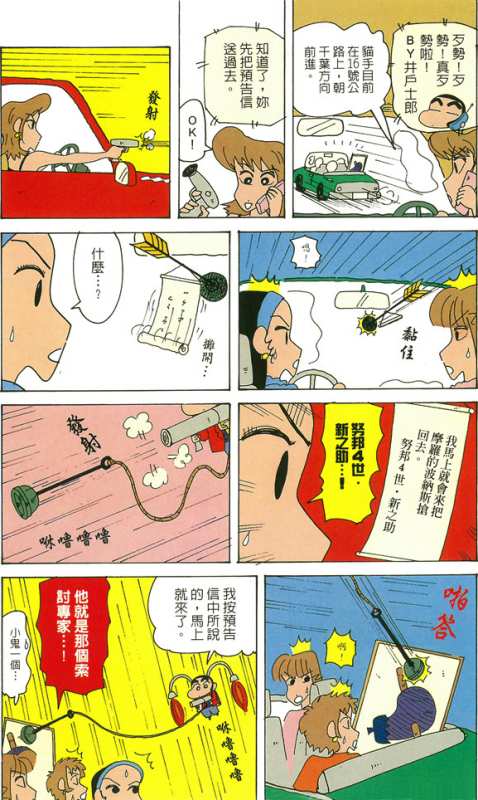 歹勢！歹
勢！真歹
勢啦！
BY井戶士郎
貓手目前
在16號公
路上，朝
千葉方向
前進。
知道了，妳
先把預告信
送過去。
OK！
發射
嗚！
黏住
攤開…
什麼…？
我馬上就會來把
摩羅的波納斯搶
回去。
努邦4世．新之助
努邦4世．
新之助…！
發射
咻嚕嚕嚕
啪答
啊！
我按預告
信中所說
的，馬上
就來了。
咻嚕嚕嚕
他就是那個索
討專家…！
小鬼一個…